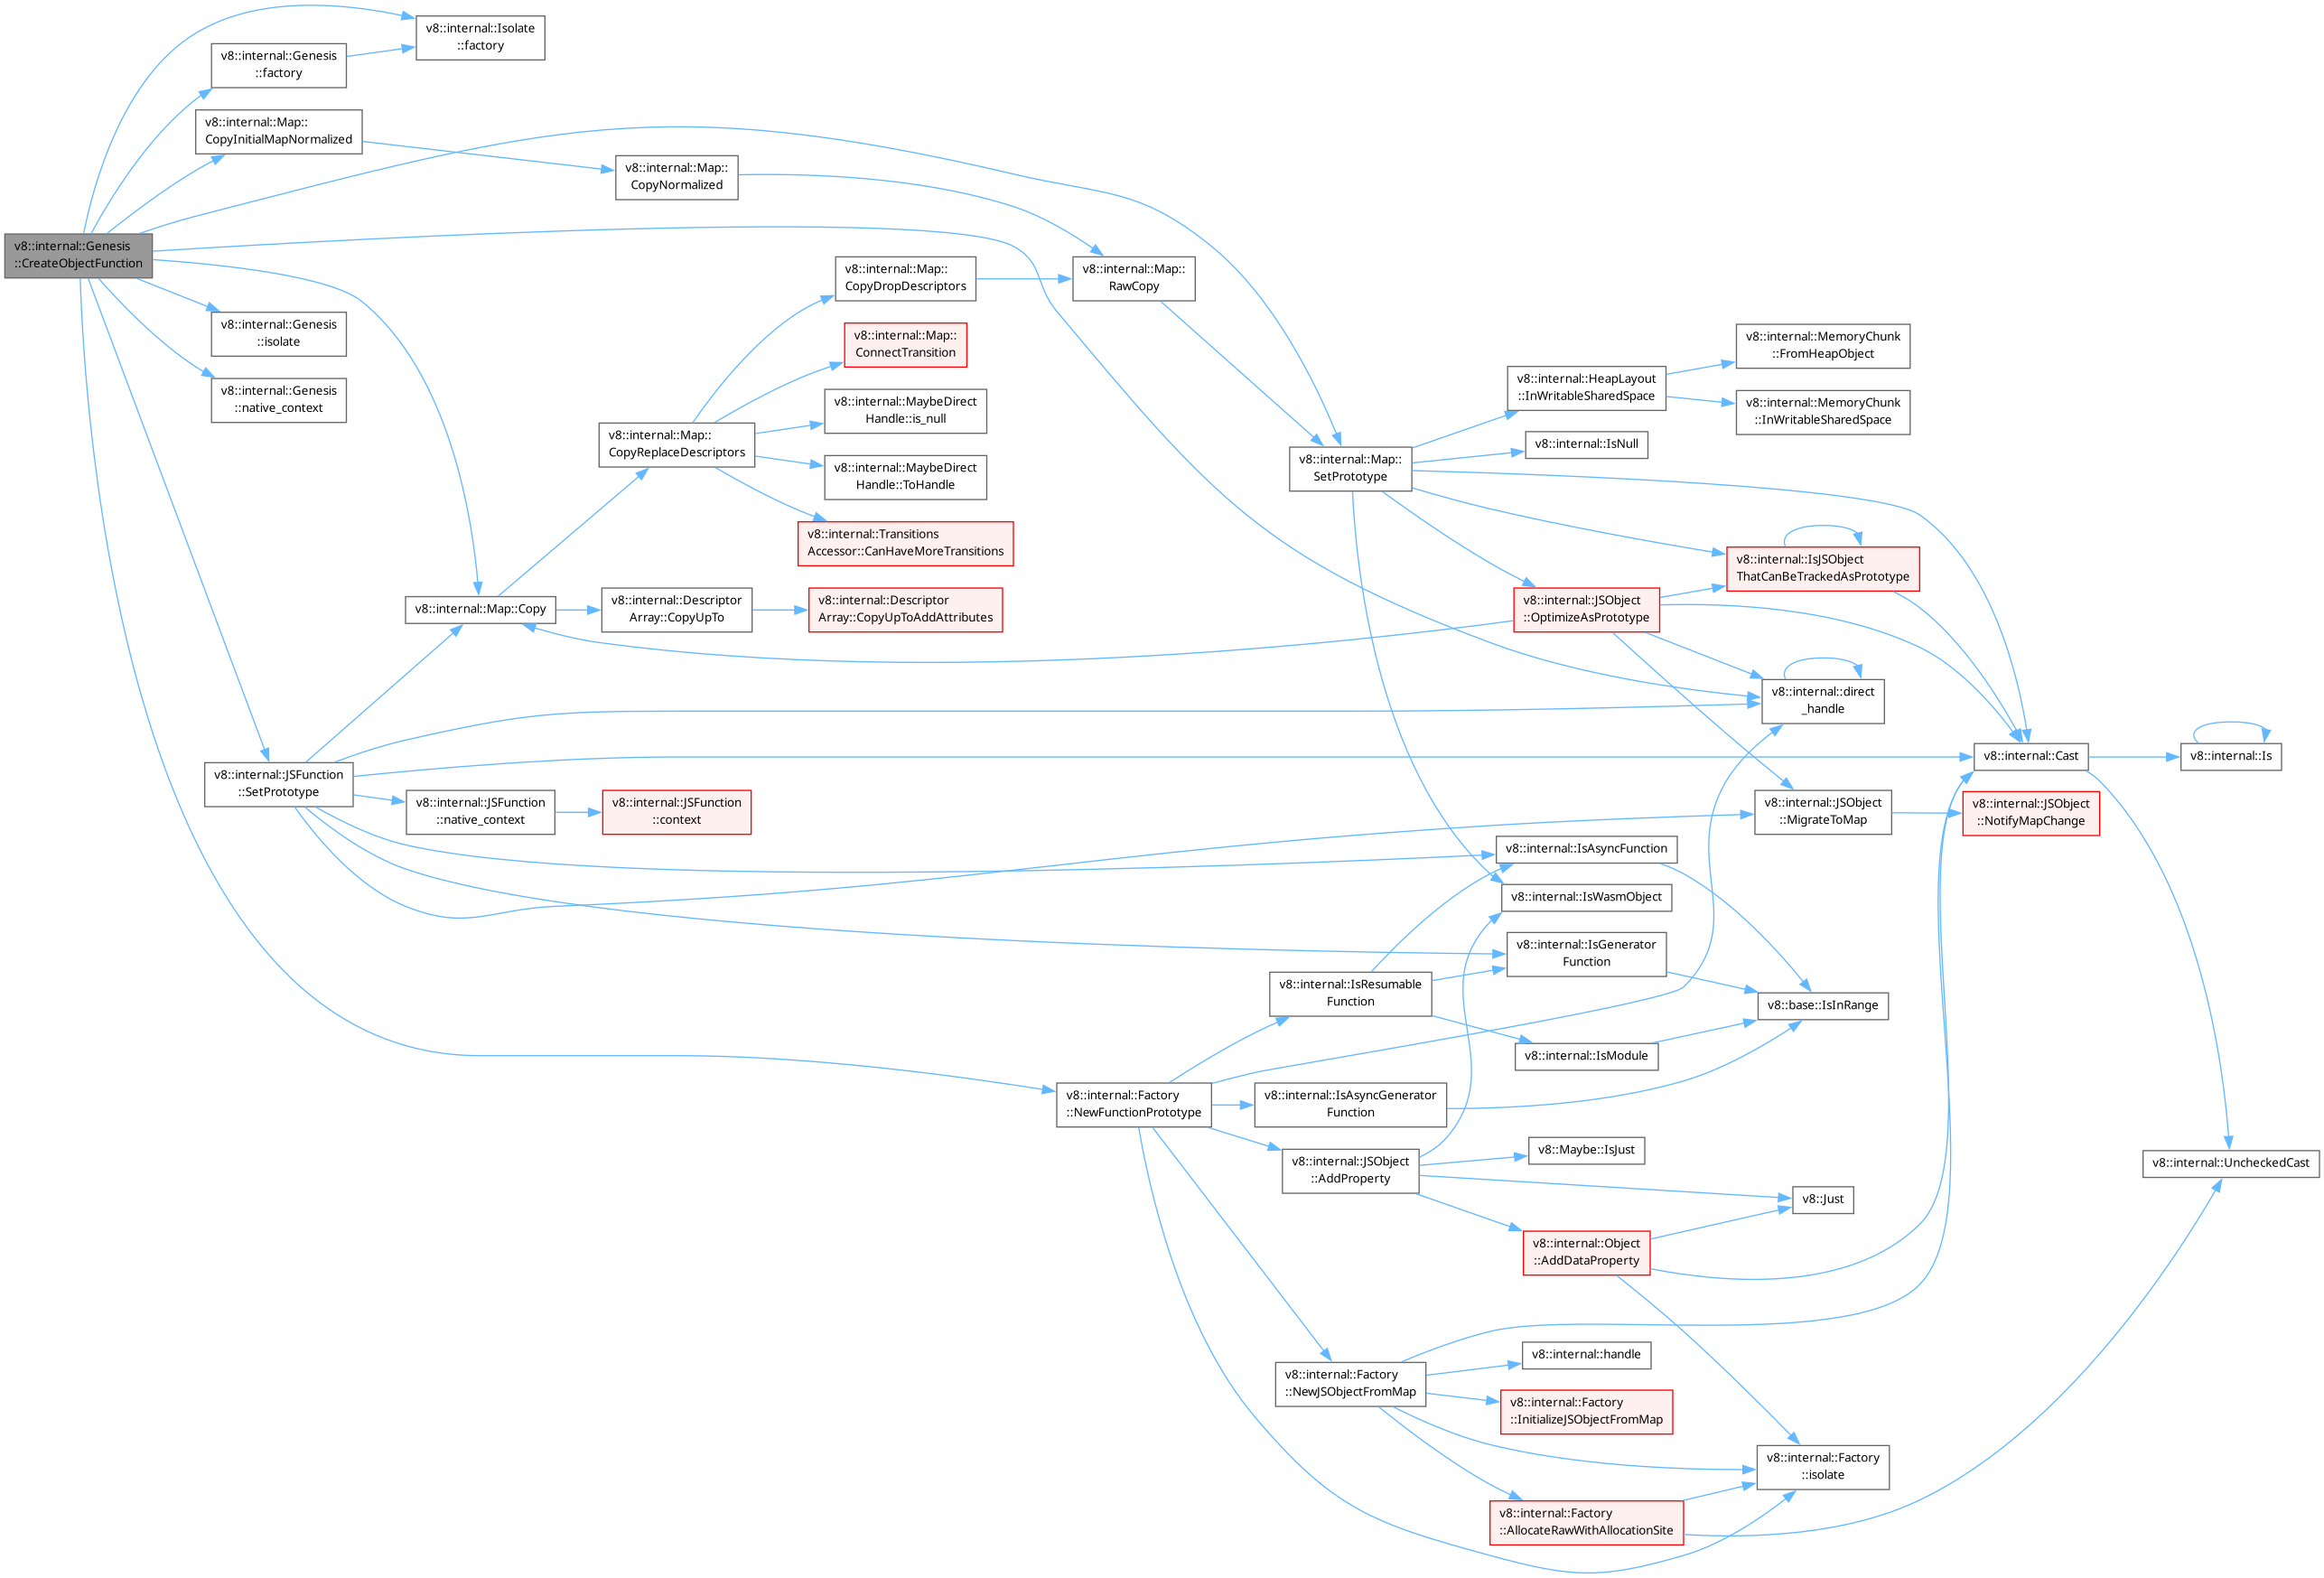 v8::internal::Isolate
::factory
v8::internal::Genesis
::factory
v8::internal::Map::
CopyInitialMapNormalized
v8::internal::Map::
CopyNormalized
v8::internal::Genesis
::CreateObjectFunction
v8::internal::Map::
CopyDropDescriptors
v8::internal::Map::
RawCopy
v8::internal::Genesis
::isolate
v8::internal::Map::
ConnectTransition
v8::internal::MemoryChunk
::FromHeapObject
v8::internal::Genesis
::native_context
v8::internal::MaybeDirect
Handle::is_null
v8::internal::HeapLayout
::InWritableSharedSpace
v8::internal::MemoryChunk
::InWritableSharedSpace
v8::internal::Map::
CopyReplaceDescriptors
v8::internal::IsNull
v8::internal::MaybeDirect
Handle::ToHandle
v8::internal::Map::
SetPrototype
v8::internal::Transitions
Accessor::CanHaveMoreTransitions
v8::internal::IsJSObject
ThatCanBeTrackedAsPrototype
v8::internal::Map::Copy
v8::internal::Descriptor
Array::CopyUpTo
v8::internal::Descriptor
Array::CopyUpToAddAttributes
v8::internal::JSObject
::OptimizeAsPrototype
v8::internal::direct
_handle
v8::internal::Cast
v8::internal::Is
v8::internal::JSFunction
::SetPrototype
v8::internal::JSFunction
::native_context
v8::internal::JSFunction
::context
v8::internal::JSObject
::MigrateToMap
v8::internal::JSObject
::NotifyMapChange
v8::internal::IsAsyncFunction
v8::internal::IsWasmObject
v8::internal::IsGenerator
Function
v8::internal::IsResumable
Function
v8::base::IsInRange
v8::internal::IsModule
v8::internal::Factory
::NewFunctionPrototype
v8::internal::IsAsyncGenerator
Function
v8::Maybe::IsJust
v8::internal::UncheckedCast
v8::internal::JSObject
::AddProperty
v8::Just
v8::internal::Object
::AddDataProperty
v8::internal::handle
v8::internal::Factory
::NewJSObjectFromMap
v8::internal::Factory
::InitializeJSObjectFromMap
v8::internal::Factory
::isolate
v8::internal::Factory
::AllocateRawWithAllocationSite